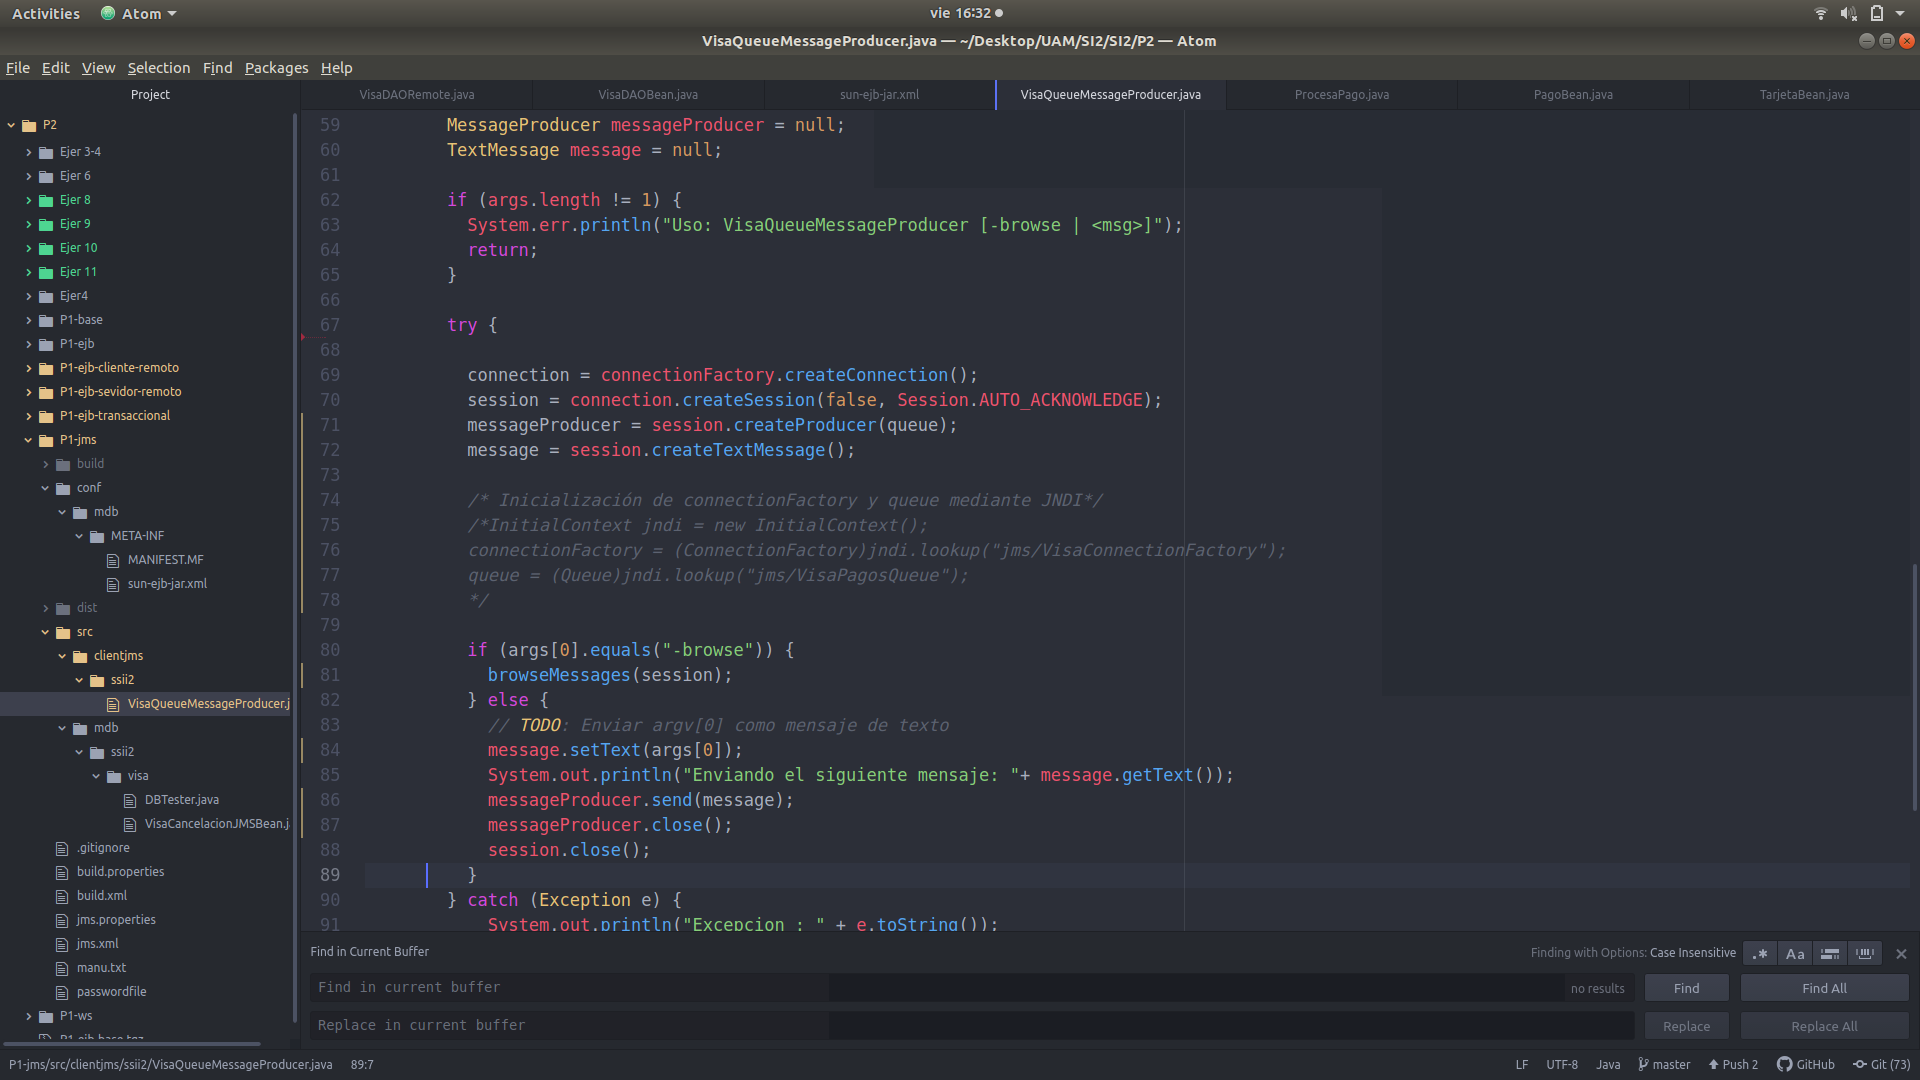 Activities Atom vie 16:32
VisaQueueMessageProducer.java — ~/Desktop/UAM/SI2/SI2/P2 — Atom
File Edit View Selection Find Packages Help
Project
P2
Ejer 3-4
Ejer 6
Ejer 8
Ejer 9
Ejer 10
Ejer 11
Ejer4
P1-base
P1-ejb
P1-ejb-cliente-remoto
P1-ejb-sevidor-remoto
P1-ejb-transaccional
P1-jms
build
conf
mdb
META-INF
MANIFEST.MF
sun-ejb-jar.xml
dist
src
clientjms
ssii2
VisaQueueMessageProducer.j
mdb
ssii2
visa
DBTester.java
VisaCancelacionJMSBean.j
.gitignore
build.properties
build.xml
jms.properties
jms.xml
manu.txt
passwordfile
P1-ws
P1-ejb-base.tgz
VisaDAORemote.java VisaDAOBean.java sun-ejb-jar.xml VisaQueueMessageProducer.java ProcesaPago.java PagoBean.java TarjetaBean.java
59 MessageProducer messageProducer = null;
60 TextMessage message = null;
61
62 if (args.length != 1) {
63 System.err.println("Uso: VisaQueueMessageProducer [-browse | <msg>]");
64 return;
65 }
66
67 try {
68
69 connection = connectionFactory.createConnection();
70 session = connection.createSession(false, Session.AUTO_ACKNOWLEDGE);
71 messageProducer = session.createProducer(queue);
72 message = session.createTextMessage();
73
74 /* Inicialización de connectionFactory y queue mediante JNDI*/
75 /*InitialContext jndi = new InitialContext();
76 connectionFactory = (ConnectionFactory)jndi.lookup("jms/VisaConnectionFactory");
77 queue = (Queue)jndi.lookup("jms/VisaPagosQueue");
78 */
79
80 if (args[0].equals("-browse")) {
81 browseMessages(session);
82 } else {
83 // TODO: Enviar argv[0] como mensaje de texto
84 message.setText(args[0]);
85 System.out.println("Enviando el siguiente mensaje: "+ message.getText());
86 messageProducer.send(message);
87 messageProducer.close();
88 session.close();
89 }
90 } catch (Exception e) {
91 System.out.println("Excepcion : " + e.toString());
Find in Current Buffer Finding with Options: Case Insensitive .* Aa
Find in current buffer no results Find Find All
Replace in current buffer Replace Replace All
P1-jms/src/clientjms/ssii2/VisaQueueMessageProducer.java 89:7 LF UTF-8 Java master Push 2 GitHub Git (73)